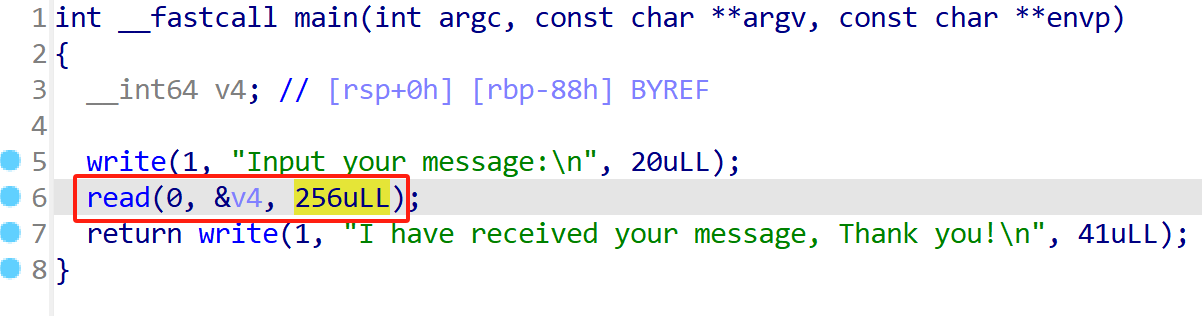 1 int __fastcall main(int argc, const char **argv, const char **envp)
2 {
3   __int64 v4; // [rsp+0h] [rbp-88h] BYREF
4
5   write(1, "Input your message:\n", 20uLL);
6   read(0, &v4, 256uLL);
7   return write(1, "I have received your message, Thank you!\n", 41uLL);
8 }